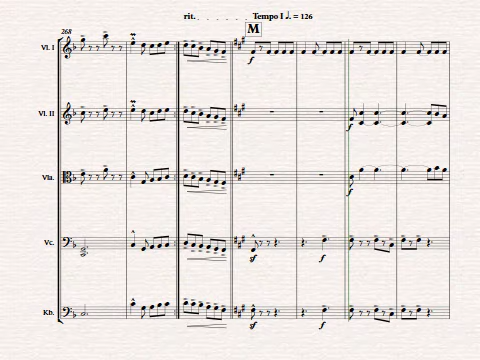 rit. . . . . . . Tempo I ♩. = 126
M
268
Vl. I
Vl. II
Vla.
Vc.
Kb.
f
f
f
sf f
sf f